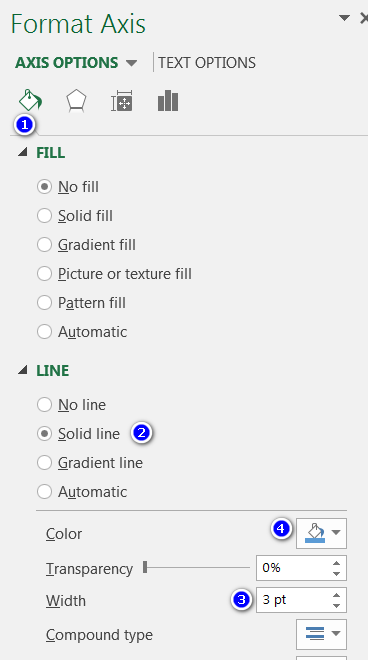 Format Axis
AXIS OPTIONS TEXT OPTIONS
1
FILL
No fill
Solid fill
Gradient fill
Picture or texture fill
Pattern fill
Automatic
LINE
No line
Solid line 2
Gradient line
Automatic
Color 4
Transparency 0%
Width 3 3 pt
Compound type